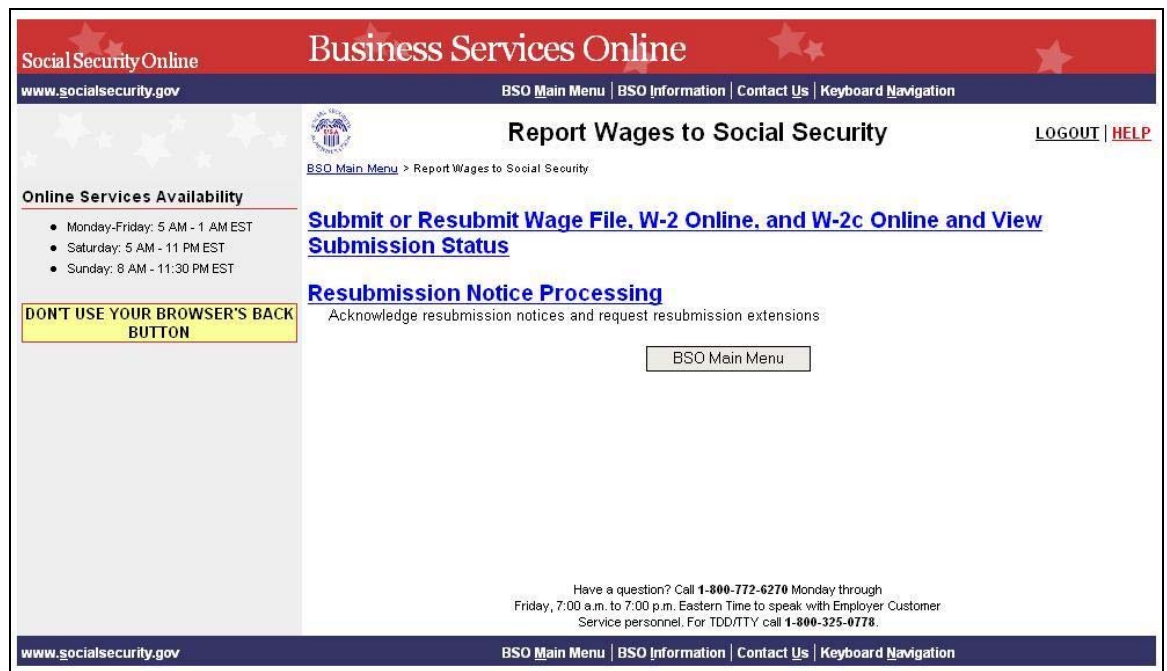 Social Security Online
Business Services Online
www.socialsecurity.gov
BSO Main Menu | BSO Information | Contact Us | Keyboard Navigation
Report Wages to Social Security
LOGOUT | HELP
BSO Main Menu > Report Wages to Social Security
Online Services Availability
• Monday-Friday: 5 AM - 1 AM EST
• Saturday: 5 AM - 11 PM EST
• Sunday: 8 AM - 11:30 PM EST
DON'T USE YOUR BROWSER'S BACK
BUTTON
Submit or Resubmit Wage File, W-2 Online, and W-2c Online and View
Submission Status
Resubmission Notice Processing
Acknowledge resubmission notices and request resubmission extensions
BSO Main Menu
Have a question? Call 1-800-772-6270 Monday through
Friday, 7:00 a.m. to 7:00 p.m. Eastern Time to speak with Employer Customer
Service personnel. For TDD/TTY call 1-800-325-0778.
www.socialsecurity.gov
BSO Main Menu | BSO Information | Contact Us | Keyboard Navigation